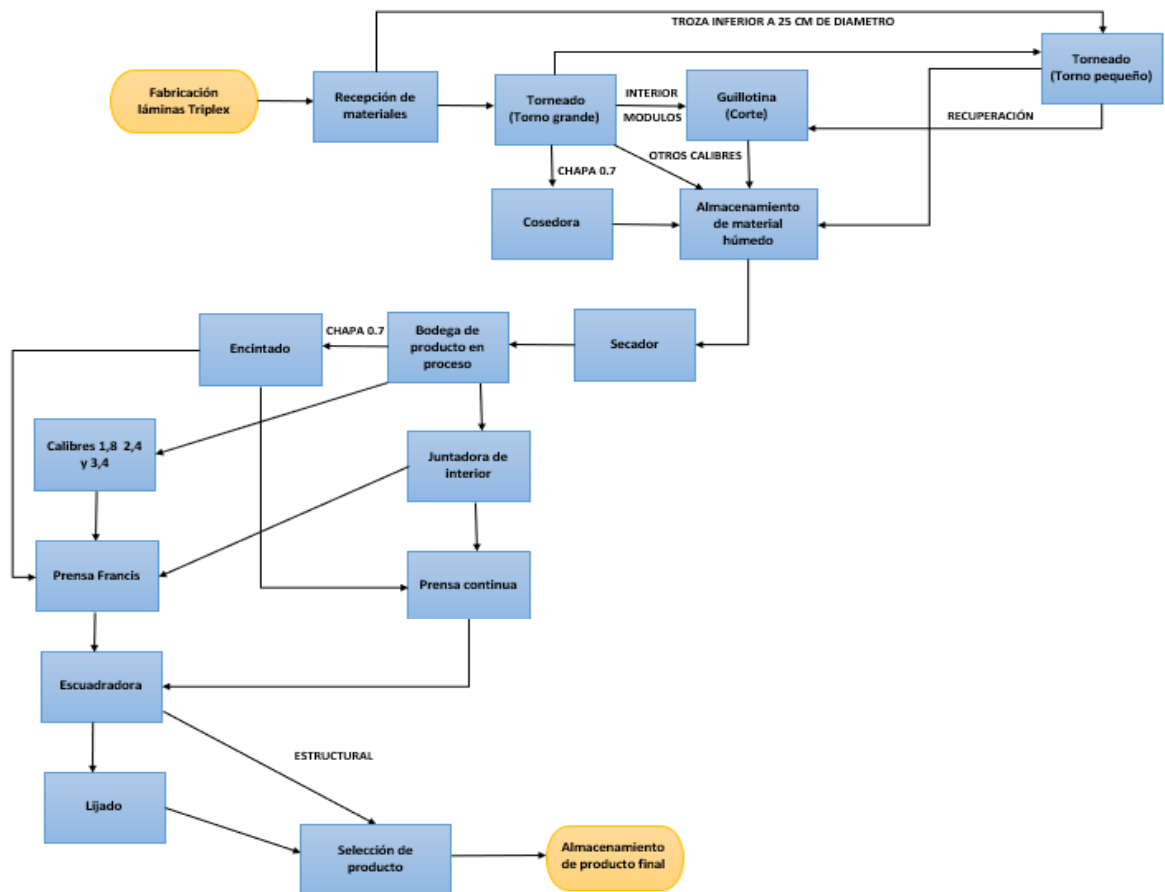 TROZA INFERIOR A 25 CM DE DIAMETRO
Fabricación
láminas Triplex
Recepción de
materiales
Torneado
(Torno grande)
INTERIOR
MODULOS
Guillotina
(Corte)
Torneado
(Torno pequeño)
RECUPERACIÓN
OTROS CALIBRES
CHAPA 0.7
Cosedora
Almacenamiento
de material
húmedo
Encintado
CHAPA 0.7
Bodega de
producto en
proceso
Secador
Calibres 1,8 2,4
y 3,4
Juntadora de
interior
Prensa Francis
Prensa continua
Escuadradora
ESTRUCTURAL
Lijado
Selección de
producto
Almacenamiento
de producto final